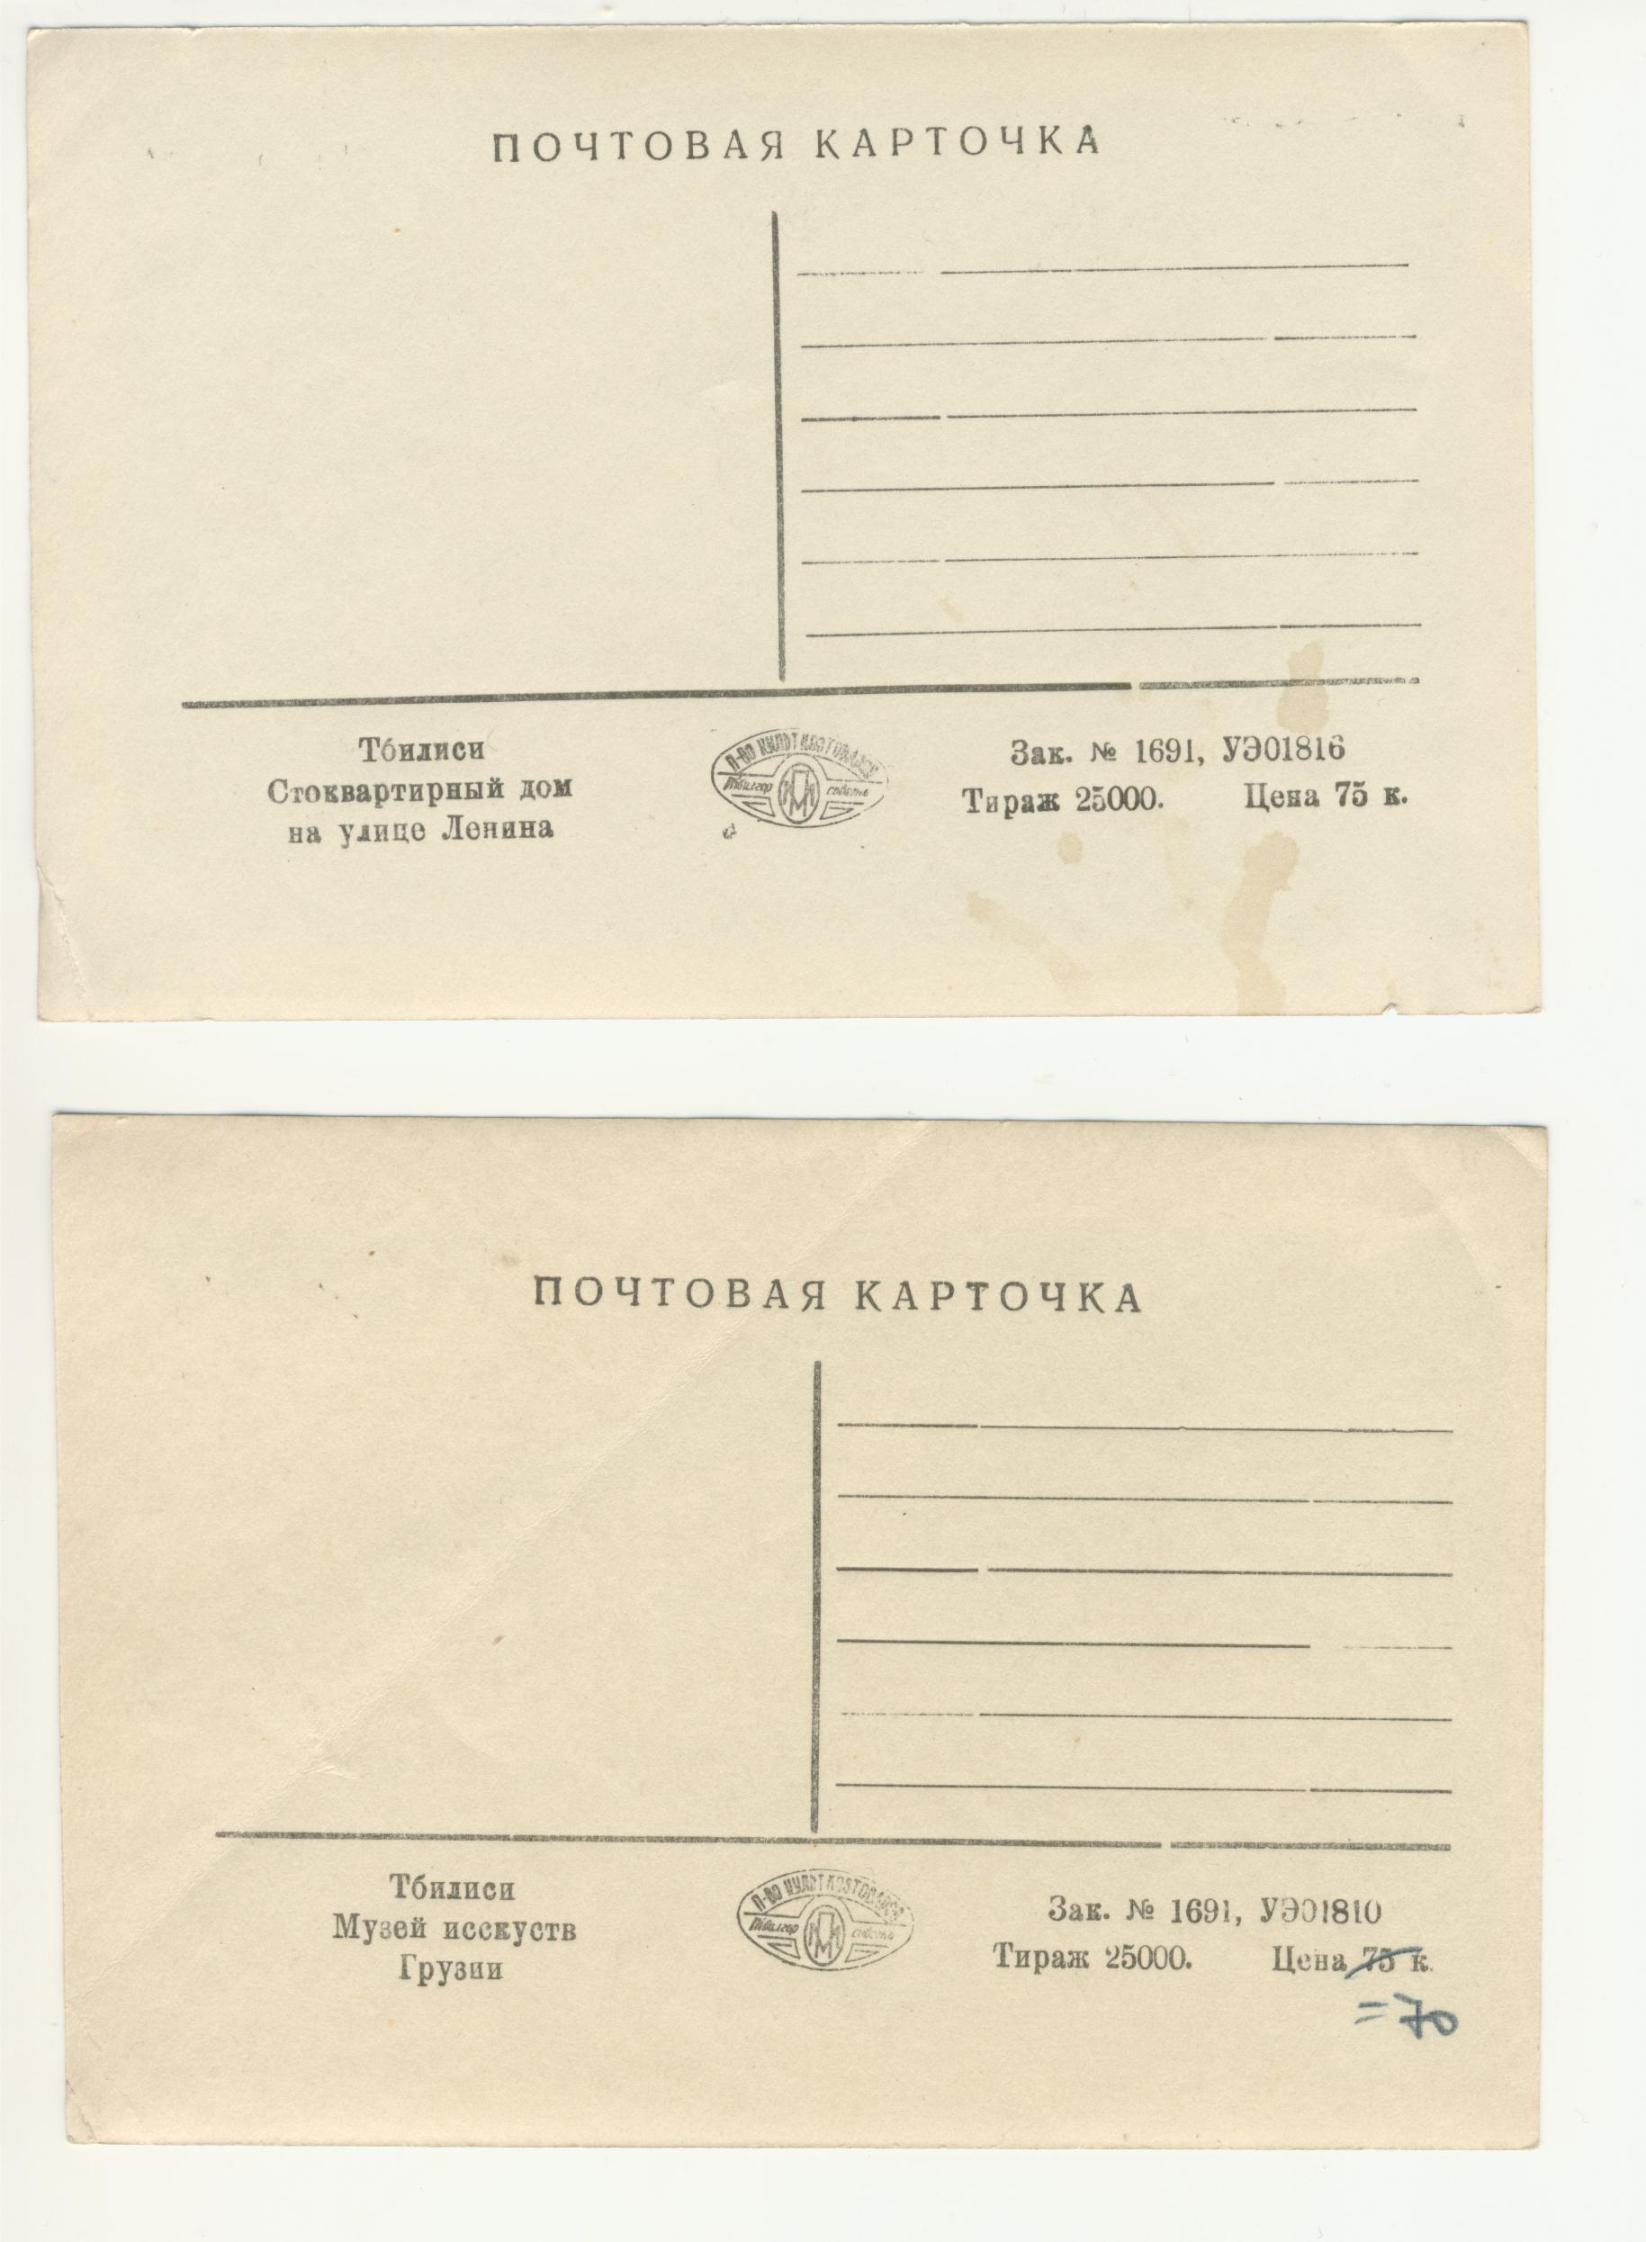 ПОЧТОВАЯ КАРТОЧКА
Тбилиси
Стоквартирный дом
на улице Ленина
Зак. № 1691, УЭ01816
Тираж 25000. Цена 75 к.
ПОЧТОВАЯ КАРТОЧКА
Тбилиси
Музей исскуств
Грузии
Зак. № 1691, УЭ01810
Тираж 25000. Цена 75 к.
=70